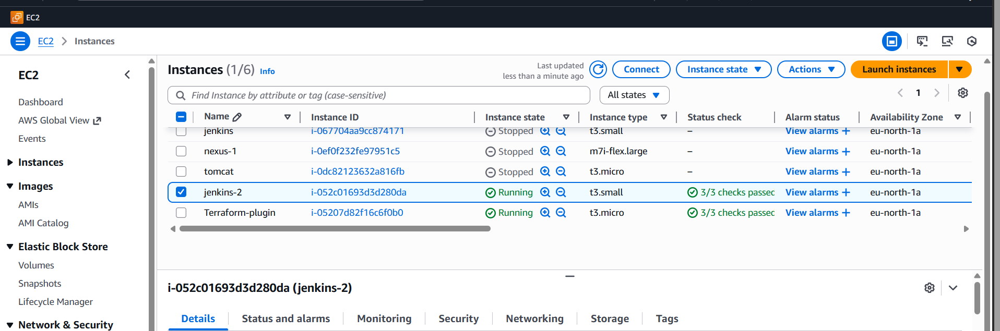 EC2
EC2 > Instances
EC2
Dashboard
AWS Global View
Events
Instances
Images
AMIs
AMI Catalog
Elastic Block Store
Volumes
Snapshots
Lifecycle Manager
Network & Security
Instances (1/6) Info
Last updated
less than a minute ago
Connect
Instance state
Actions
Launch instances
Find Instance by attribute or tag (case-sensitive)
All states
1
Name Instance ID Instance state Instance type Status check Alarm status Availability Zone
jenkins i-067704aa9cc874171 Stopped t3.small – View alarms + eu-north-1a
nexus-1 i-0ef0f232fe97951c5 Stopped m7i-flex.large – View alarms + eu-north-1a
tomcat i-0dc82123632a816fb Stopped t3.micro – View alarms + eu-north-1a
jenkins-2 i-052c01693d3d280da Running t3.small 3/3 checks passed View alarms + eu-north-1a
Terraform-plugin i-05207d82f16c6f0b0 Running t3.micro 3/3 checks passed View alarms + eu-north-1a
i-052c01693d3d280da (jenkins-2)
Details Status and alarms Monitoring Security Networking Storage Tags